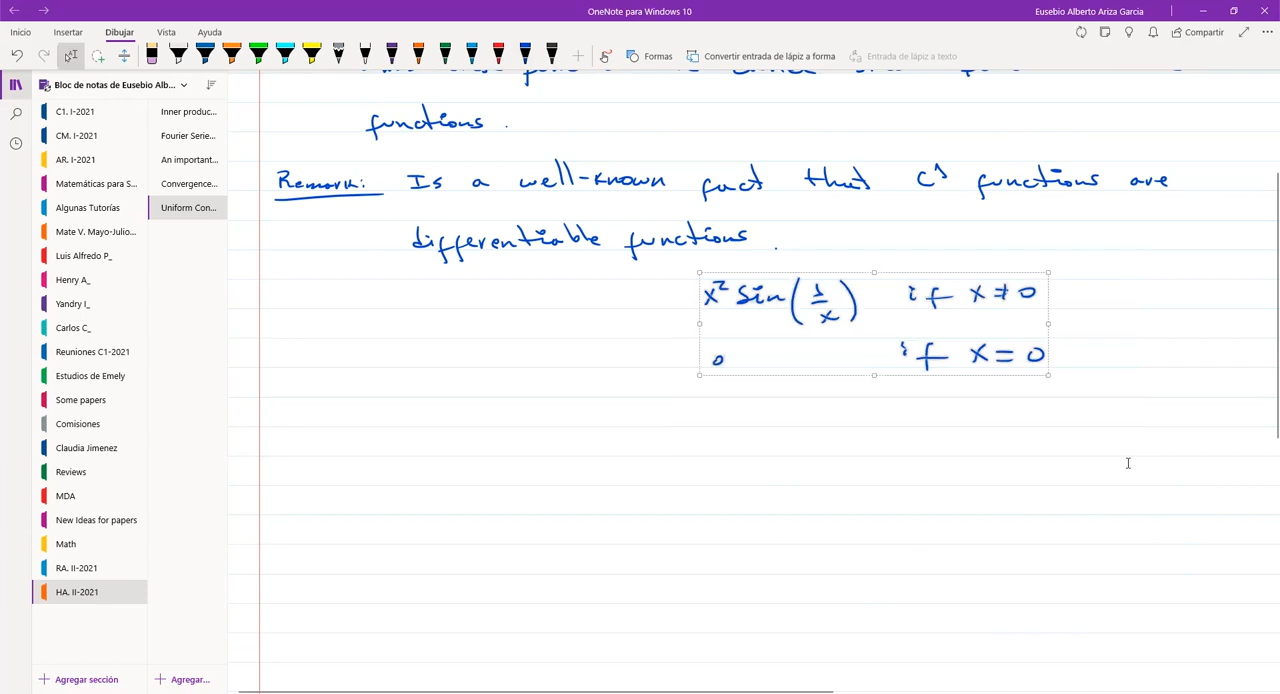 OneNote para Windows 10
Eusebio Alberto Ariza Garcia
Inicio Insertar Dibujar Vista Ayuda
Compartir
Formas Convertir entrada de lápiz a forma Entrada de lápiz a texto
Bloc de notas de Eusebio Alb...
C1. I-2021
CM. I-2021
AR. I-2021
Matemáticas para S...
Algunas Tutorías
Mate V. Mayo-Julio...
Luis Alfredo P_
Henry A_
Yandry I_
Carlos C_
Reuniones C1-2021
Estudios de Emely
Some papers
Comisiones
Claudia Jimenez
Reviews
MDA
New Ideas for papers
Math
RA. II-2021
HA. II-2021
Agregar sección
Inner produc...
Fourier Serie...
An important...
Convergence...
Uniform Con...
Agregar...
functions.
Remark: Is a well-known fact that C¹ functions are
differentiable functions.
x² sin(1/x) if x ≠ 0
0 if x = 0